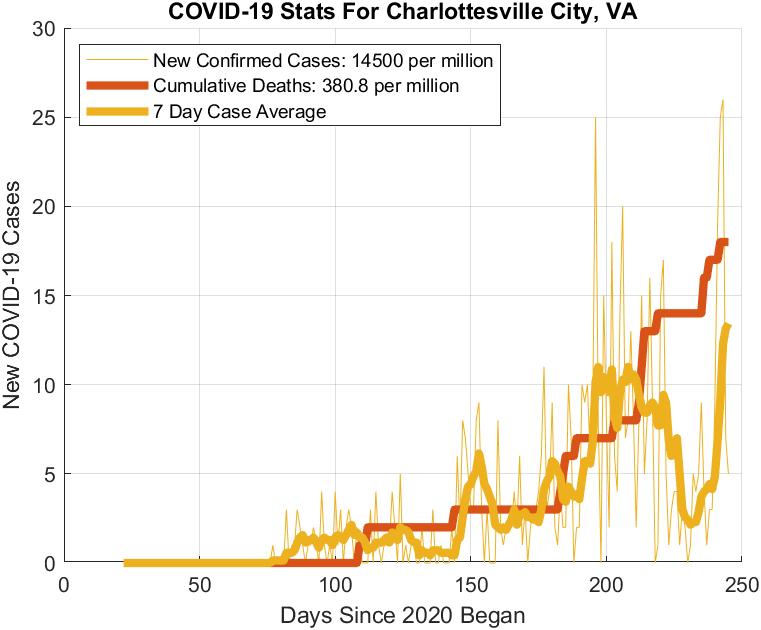 COVID-19 Stats For Charlottesville City, VA
30
New Confirmed Cases: 14500 per million
Cumulative Deaths: 380.8 per million
7 Day Case Average
25
20
15
10
5
0
New COVID-19 Cases
0 50 100 150 200 250
Days Since 2020 Began